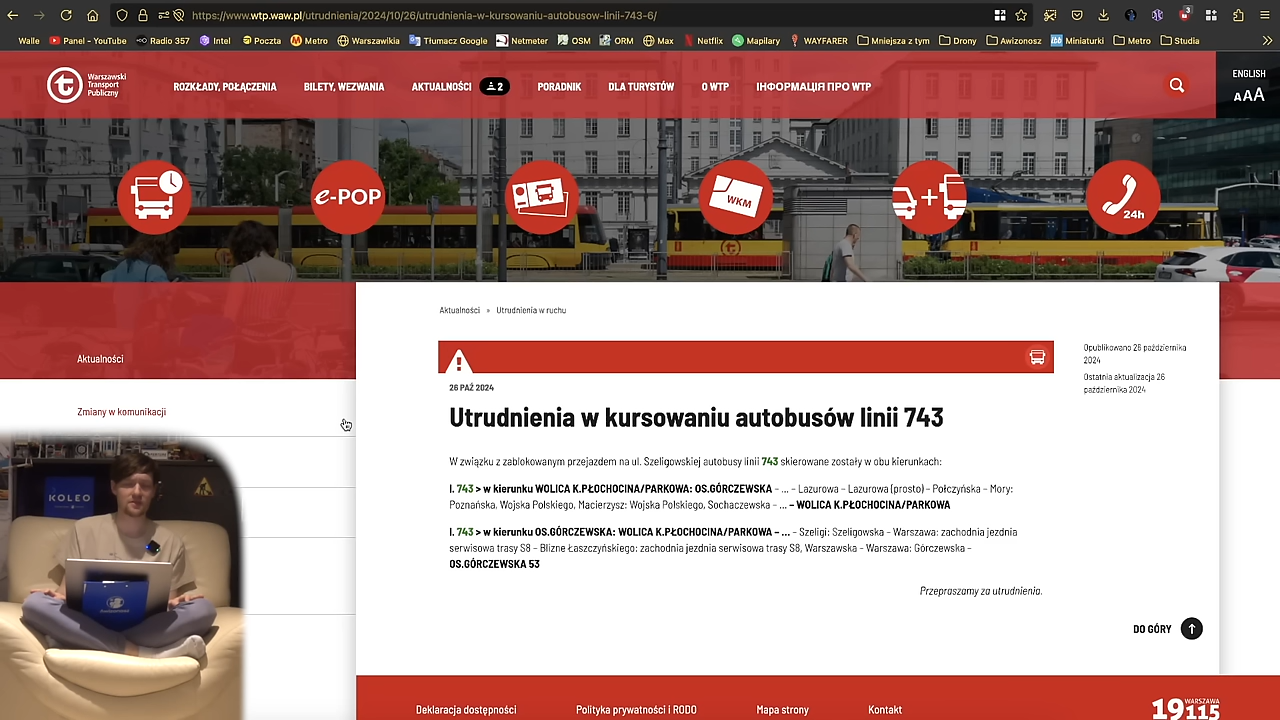 https://www.wtp.waw.pl/utrudnienia/2024/10/26/utrudnienia-w-kursowaniu-autobusow-linii-743-6/
3
Walle Panel - YouTube Radio 357 Intel Poczta Metro Warszawikia Tłumacz Google Netmeter OSM ORM Max Netflix Mapilary WAYFARER Mniejsza z tym Drony Awizonosz Miniaturki Metro Studia
Warszawski
Transport
Publiczny
ROZKŁADY, POŁĄCZENIA BILETY, WEZWANIA AKTUALNOŚCI 2 PORADNIK DLA TURYSTÓW O WTP ІНФОРМАЦІЯ ПРО WTP
ENGLISH
AAA
e-POP
WKM
24h
Aktualności » Utrudnienia w ruchu
Opublikowano 26 października
2024
Ostatnia aktualizacja 26
października 2024
Aktualności
Zmiany w komunikacji
26 PAŹ 2024
Utrudnienia w kursowaniu autobusów linii 743
W związku z zablokowanym przejazdem na ul. Szeligowskiej autobusy linii 743 skierowane zostały w obu kierunkach:
l. 743 > w kierunku WOLICA K.PŁOCHOCINA/PARKOWA: OS.GÓRCZEWSKA – … – Lazurowa – Lazurowa (prosto) – Połczyńska – Mory:
Poznańska, Wojska Polskiego, Macierzysz: Wojska Polskiego, Sochaczewska – … – WOLICA K.PŁOCHOCINA/PARKOWA
l. 743 > w kierunku OS.GÓRCZEWSKA: WOLICA K.PŁOCHOCINA/PARKOWA – … – Szeligi: Szeligowska – Warszawa: zachodnia jezdnia
serwisowa trasy S8 – Blizne Łaszczyńskiego: zachodnia jezdnia serwisowa trasy S8, Warszawska – Warszawa: Górczewska –
OS.GÓRCZEWSKA 53
Przepraszamy za utrudnienia.
DO GÓRY
KOLEO
Deklaracja dostępności Polityka prywatności i RODO Mapa strony Kontakt
WARSZAWA
19115